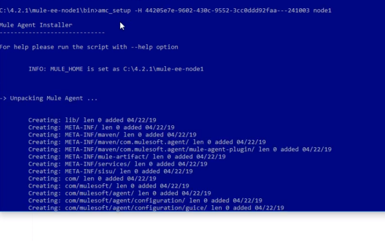 C:\4.2.1\mule-ee-node1\bin>amc_setup -H 44205e7e-9602-430c-9552-3cc0ddd92faa---241003 node1
Mule Agent Installer
-------------------------------
For help please run the script with --help option
INFO: MULE_HOME is set as C:\4.2.1\mule-ee-node1
-> Unpacking Mule Agent ...
Creating: lib/ len 0 added 04/22/19
Creating: META-INF/ len 0 added 04/22/19
Creating: META-INF/maven/ len 0 added 04/22/19
Creating: META-INF/maven/com.mulesoft.agent/ len 0 added 04/22/19
Creating: META-INF/maven/com.mulesoft.agent/mule-agent-plugin/ len 0 added 04/22/19
Creating: META-INF/mule-artifact/ len 0 added 04/22/19
Creating: META-INF/services/ len 0 added 04/22/19
Creating: META-INF/sisu/ len 0 added 04/22/19
Creating: com/ len 0 added 04/22/19
Creating: com/mulesoft/ len 0 added 04/22/19
Creating: com/mulesoft/agent/ len 0 added 04/22/19
Creating: com/mulesoft/agent/configuration/ len 0 added 04/22/19
Creating: com/mulesoft/agent/configuration/guice/ len 0 added 04/22/19